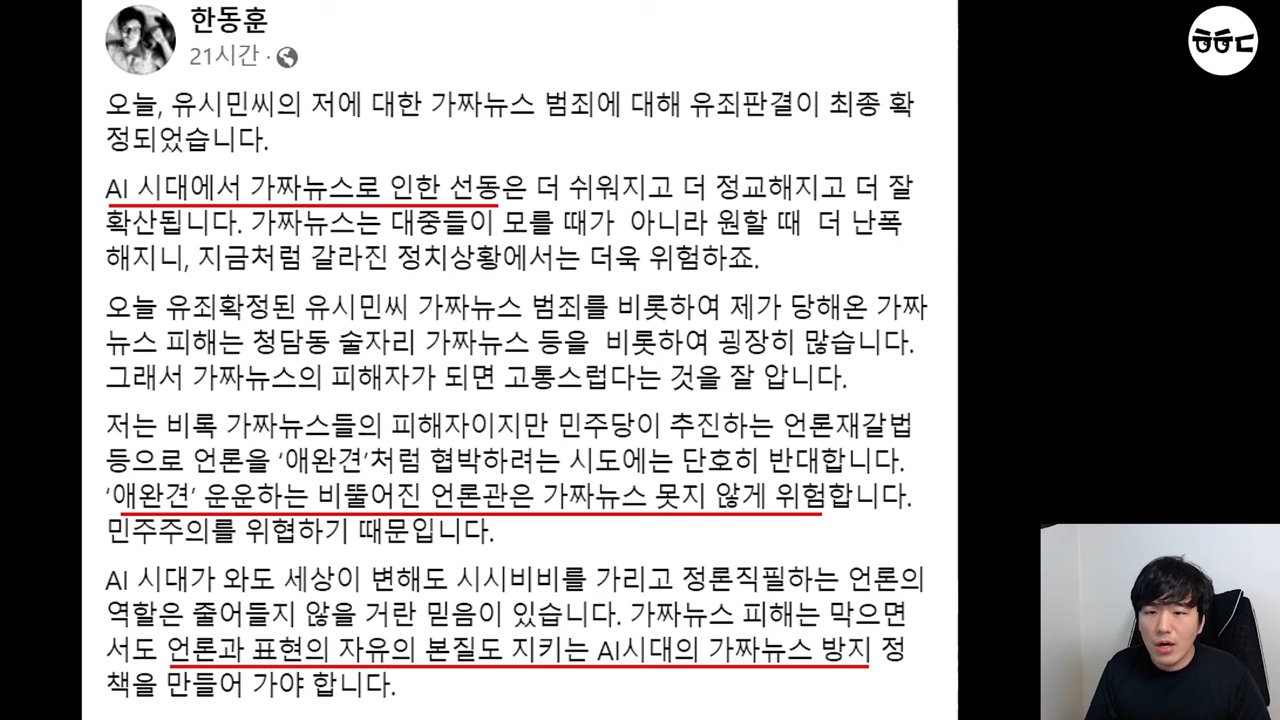 한동훈
21시간 ·
오늘, 유시민씨의 저에 대한 가짜뉴스 범죄에 대해 유죄판결이 최종 확
정되었습니다.
AI 시대에서 가짜뉴스로 인한 선동은 더 쉬워지고 더 정교해지고 더 잘
확산됩니다. 가짜뉴스는 대중들이 모를 때가 아니라 원할 때 더 난폭
해지니, 지금처럼 갈라진 정치상황에서는 더욱 위험하죠.
오늘 유죄확정된 유시민씨 가짜뉴스 범죄를 비롯하여 제가 당해온 가짜
뉴스 피해는 청담동 술자리 가짜뉴스 등을 비롯하여 굉장히 많습니다.
그래서 가짜뉴스의 피해자가 되면 고통스럽다는 것을 잘 압니다.
저는 비록 가짜뉴스들의 피해자이지만 민주당이 추진하는 언론재갈법
등으로 언론을 ‘애완견’처럼 협박하려는 시도에는 단호히 반대합니다.
‘애완견’ 운운하는 비뚤어진 언론관은 가짜뉴스 못지 않게 위험합니다.
민주주의를 위협하기 때문입니다.
AI 시대가 와도 세상이 변해도 시시비비를 가리고 정론직필하는 언론의
역할은 줄어들지 않을 거란 믿음이 있습니다. 가짜뉴스 피해는 막으면
서도 언론과 표현의 자유의 본질도 지키는 AI시대의 가짜뉴스 방지 정
책을 만들어 가야 합니다.